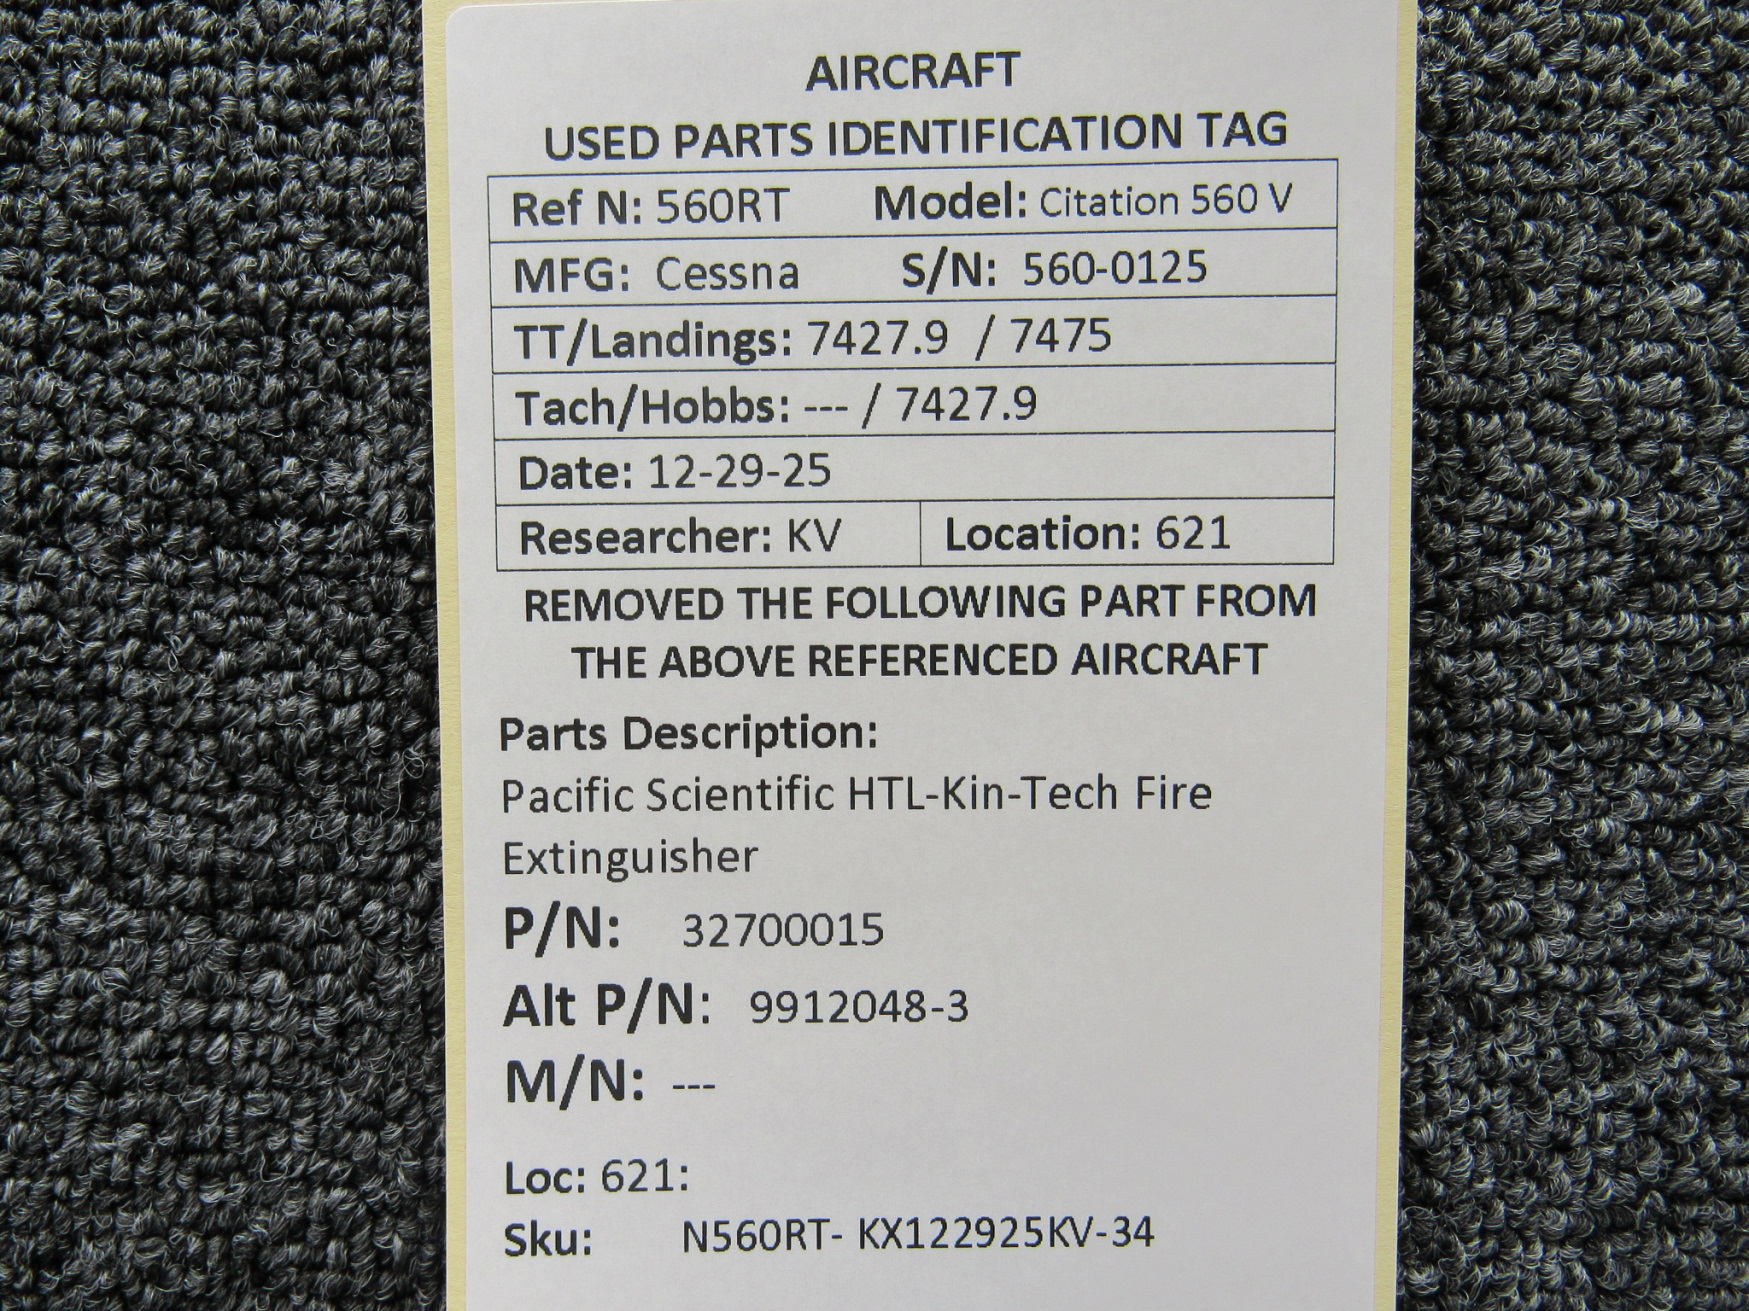 AIRCRAFT
USED PARTS IDENTIFICATION TAG
Ref N: 560RT Model: Citation 560 V
MFG: Cessna S/N: 560-0125
TT/Landings: 7427.9 / 7475
Tach/Hobbs: --- / 7427.9
Date: 12-29-25
Researcher: KV Location: 621
REMOVED THE FOLLOWING PART FROM
THE ABOVE REFERENCED AIRCRAFT
Parts Description:
Pacific Scientific HTL-Kin-Tech Fire
Extinguisher
P/N: 32700015
Alt P/N: 9912048-3
M/N: ---
Loc: 621:
Sku: N560RT- KX122925KV-34